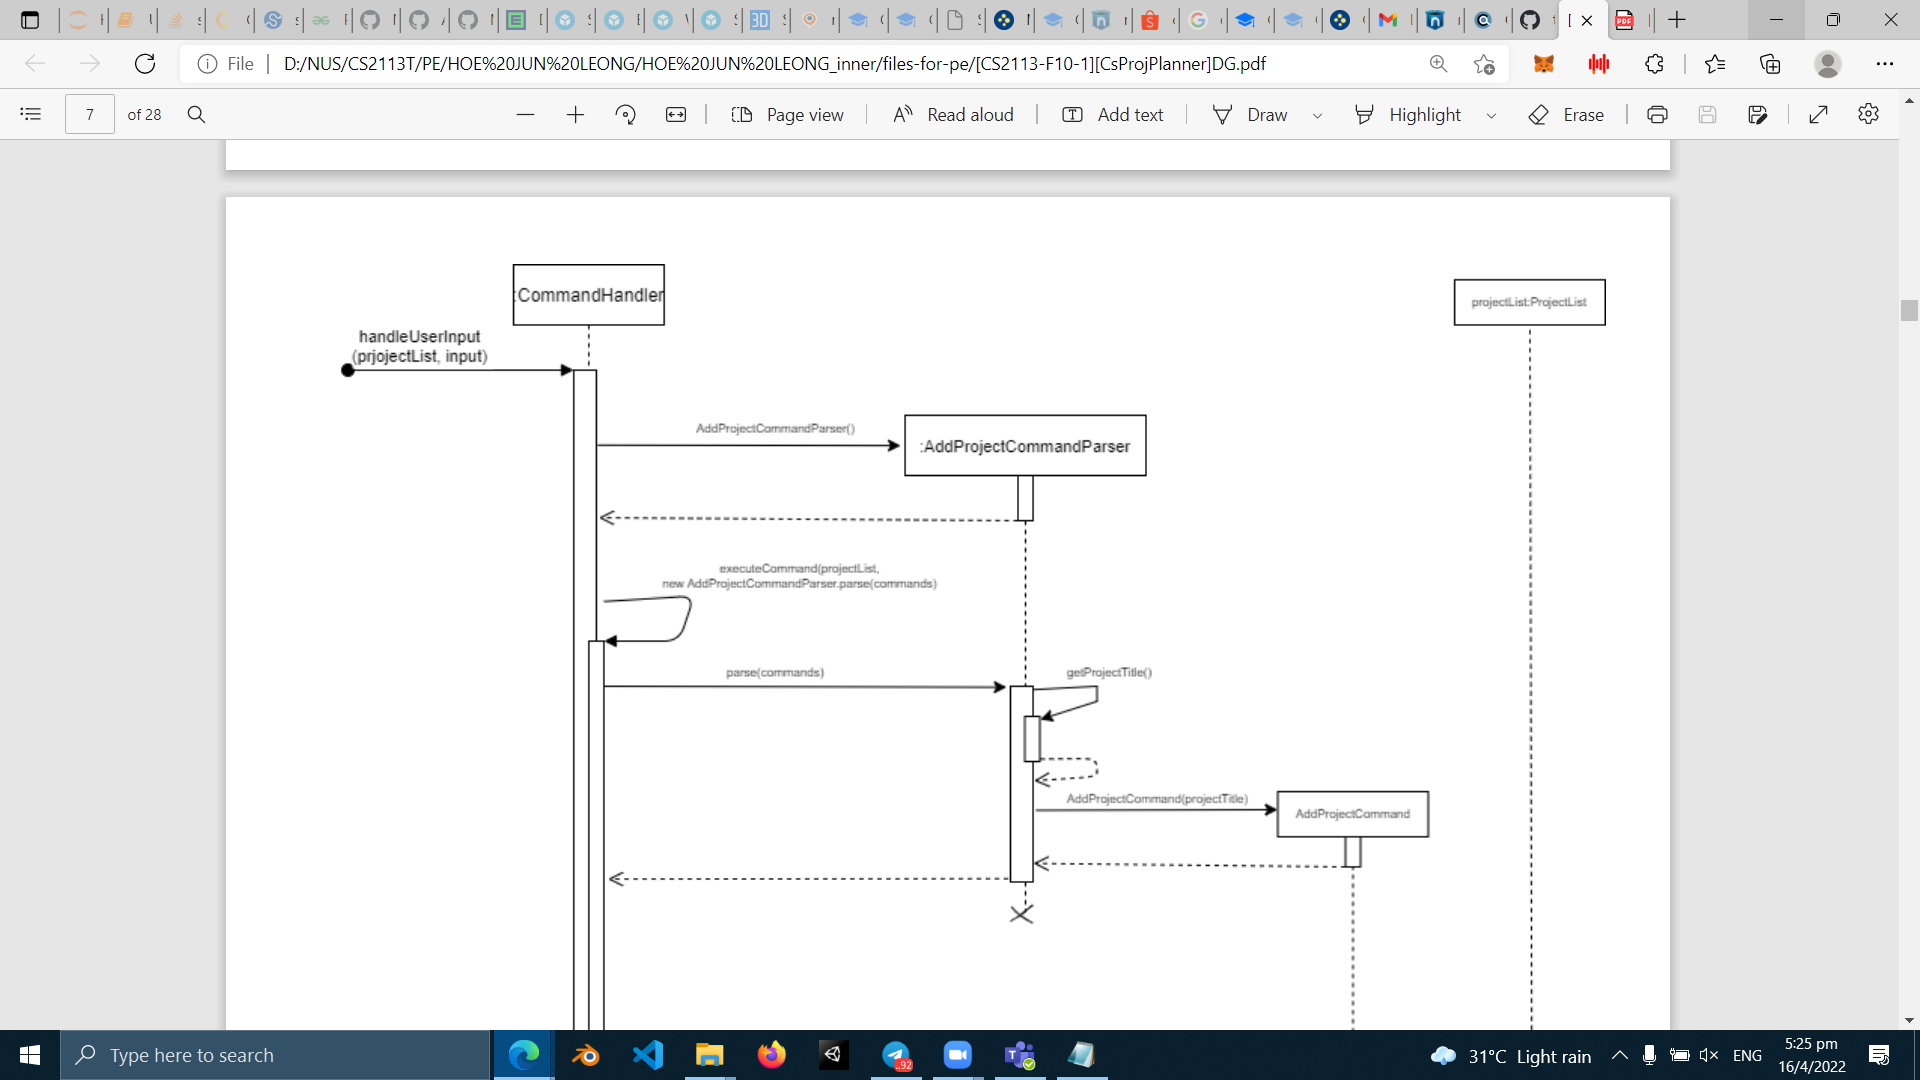 File
D:/NUS/CS2113T/PE/HOE%20JUN%20LEONG/HOE%20JUN%20LEONG_inner/files-for-pe/[CS2113-F10-1][CsProjPlanner]DG.pdf
7 of 28 Page view Read aloud Add text Draw Highlight Erase
:CommandHandler
projectList:ProjectList
handleUserInput
(prjojectList, input)
AddProjectCommandParser()
:AddProjectCommandParser
executeCommand(projectList,
new AddProjectCommandParser.parse(commands)
parse(commands)
getProjectTitle()
AddProjectCommand(projectTitle)
AddProjectCommand
Type here to search
..92
31°C Light rain
ENG
5:25 pm
16/4/2022